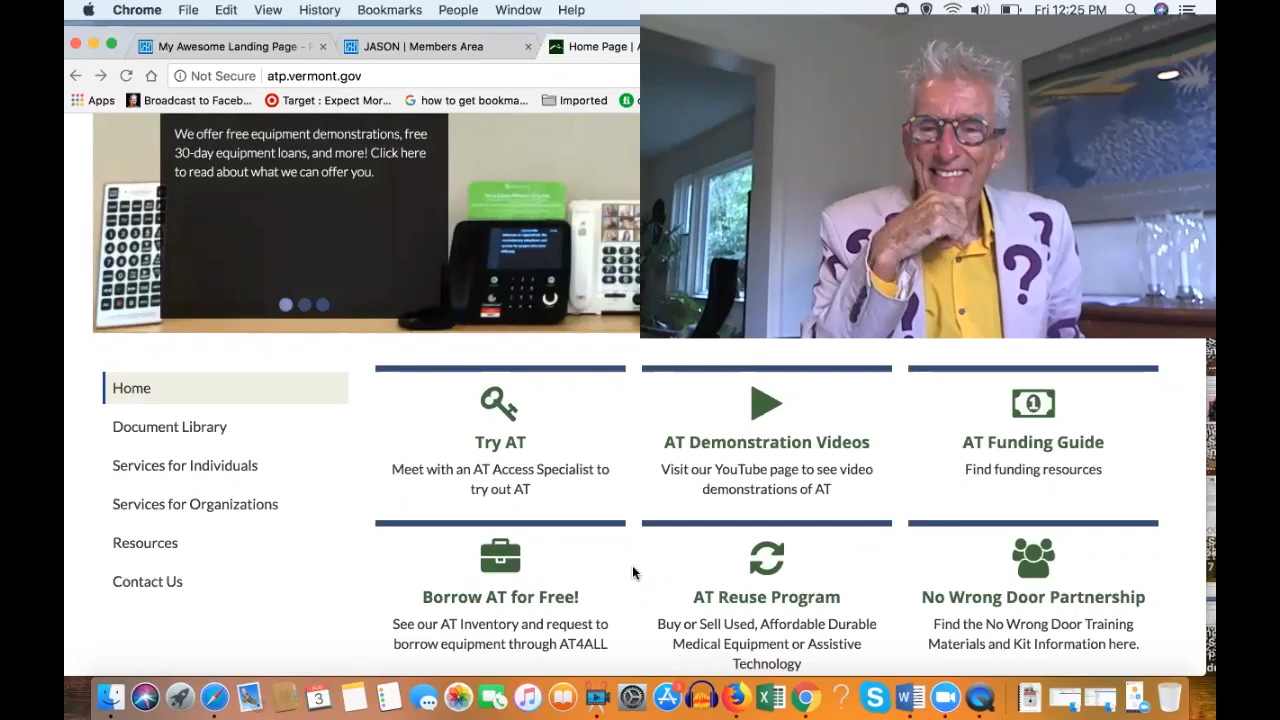 Chrome File Edit View History Bookmarks People Window Help Fri 12:25 PM
My Awesome Landing Page - JASON | Members Area Home Page |
Not Secure atp.vermont.gov
Apps Broadcast to Faceb... Target : Expect Mor... how to get bookma... Imported
We offer free equipment demonstrations, free
30-day equipment loans, and more! Click here
to read about what we can offer you.
? ?
Home
Document Library
Services for Individuals
Services for Organizations
Resources
Contact Us
Try AT
Meet with an AT Access Specialist to
try out AT
AT Demonstration Videos
Visit our YouTube page to see video
demonstrations of AT
AT Funding Guide
Find funding resources
Borrow AT for Free!
See our AT Inventory and request to
borrow equipment through AT4ALL
AT Reuse Program
Buy or Sell Used, Affordable Durable
Medical Equipment or Assistive
Technology
No Wrong Door Partnership
Find the No Wrong Door Training
Materials and Kit Information here.